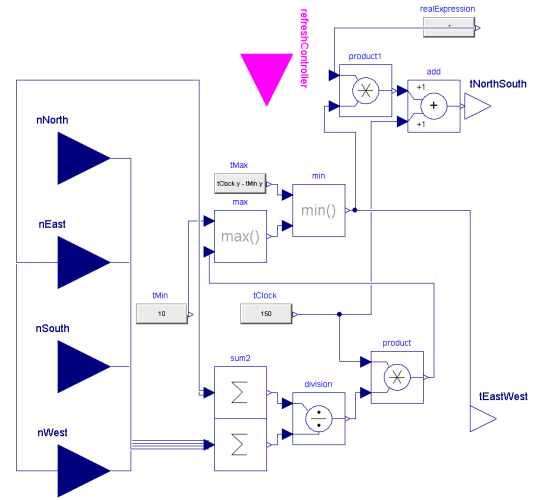 realExpression
-
refreshController
product1
add
+1
+
+1
tNorthSouth
nNorth
tMax
tClock.y - tMin.y
min
min()
max
max()
nEast
tMin
10
tClock
150
nSouth
sum2
Σ
division
÷
product
tEastWest
nWest
Σ